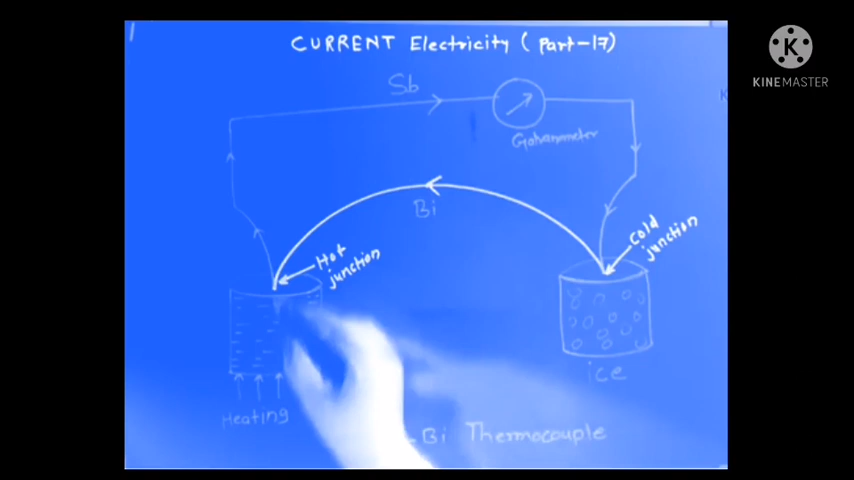 CURRENT Electricity (Part-17)
K
KINEMASTER
Sb
Galvanometer
Bi
Hot
junction
Cold
junction
ice
Heating
-Bi Thermocouple